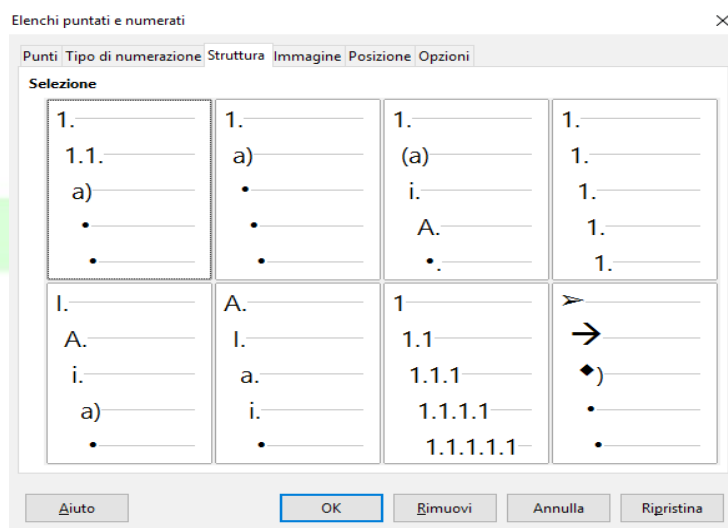 Elenchi puntati e numerati
Punti Tipo di numerazione Struttura Immagine Posizione Opzioni
Selezione
1.
1.1.
a)
•
•
1.
a)
•
•
•
1.
(a)
i.
A.
•.
1.
1.
1.
1.
1.
I.
A.
i.
a)
•
A.
I.
a.
i.
•
1
1.1
1.1.1
1.1.1.1
1.1.1.1.1
➢
→
◆)
•
•
Aiuto OK Rimuovi Annulla Ripristina